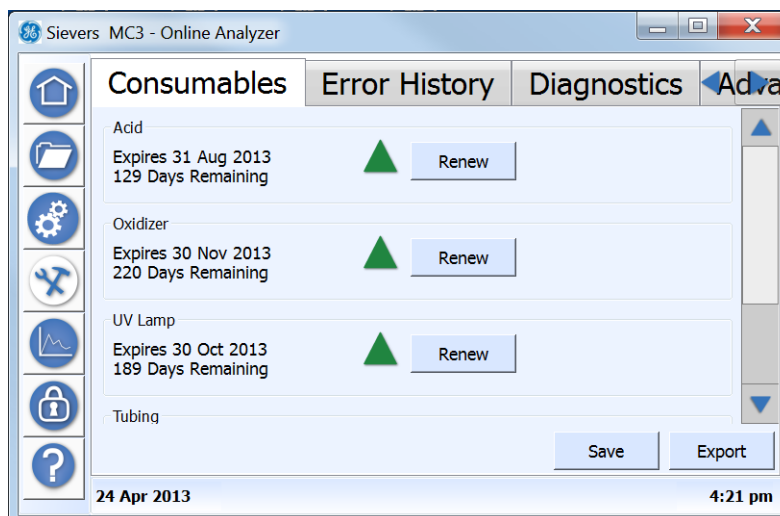 Sievers MC3 - Online Analyzer
Consumables Error History Diagnostics Adva
Acid
Expires 31 Aug 2013
129 Days Remaining
Renew
Oxidizer
Expires 30 Nov 2013
220 Days Remaining
Renew
UV Lamp
Expires 30 Oct 2013
189 Days Remaining
Renew
Tubing
Save Export
24 Apr 2013 4:21 pm